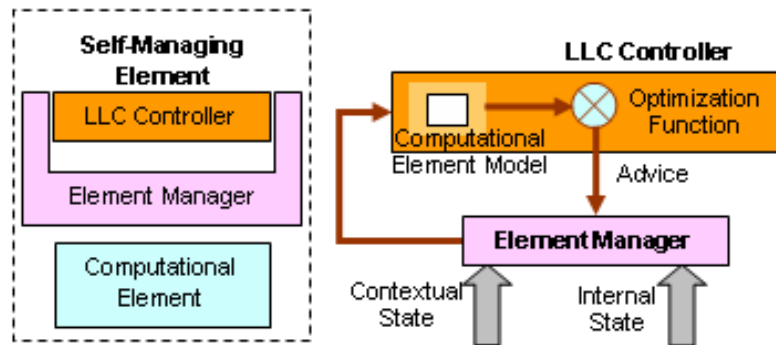 Self-Managing
Element
LLC Controller
Element Manager
Computational
Element
LLC Controller
Optimization
Function
Computational
Element Model
Advice
Element Manager
Contextual
State
Internal
State